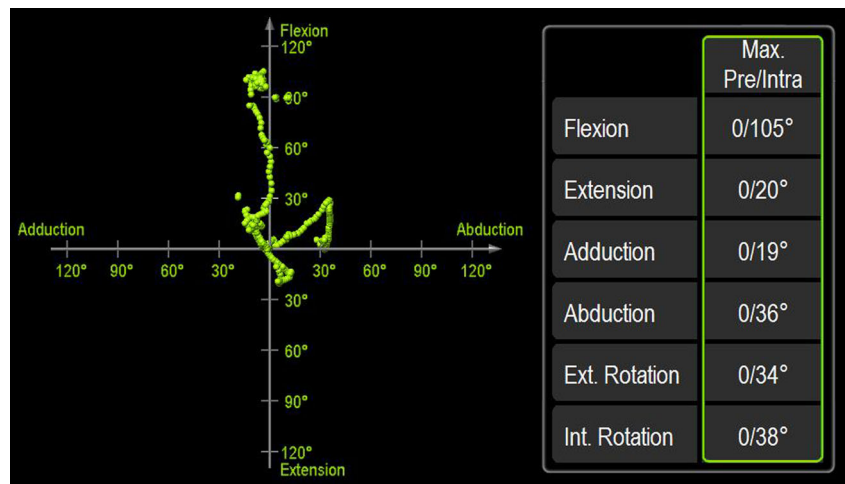 Flexion
120°
90°
60°
30°
Adduction
Abduction
120° 90° 60° 30° 30° 60° 90° 120°
30°
60°
90°
120°
Extension
Max.
Pre/Intra
Flexion 0/105°
Extension 0/20°
Adduction 0/19°
Abduction 0/36°
Ext. Rotation 0/34°
Int. Rotation 0/38°